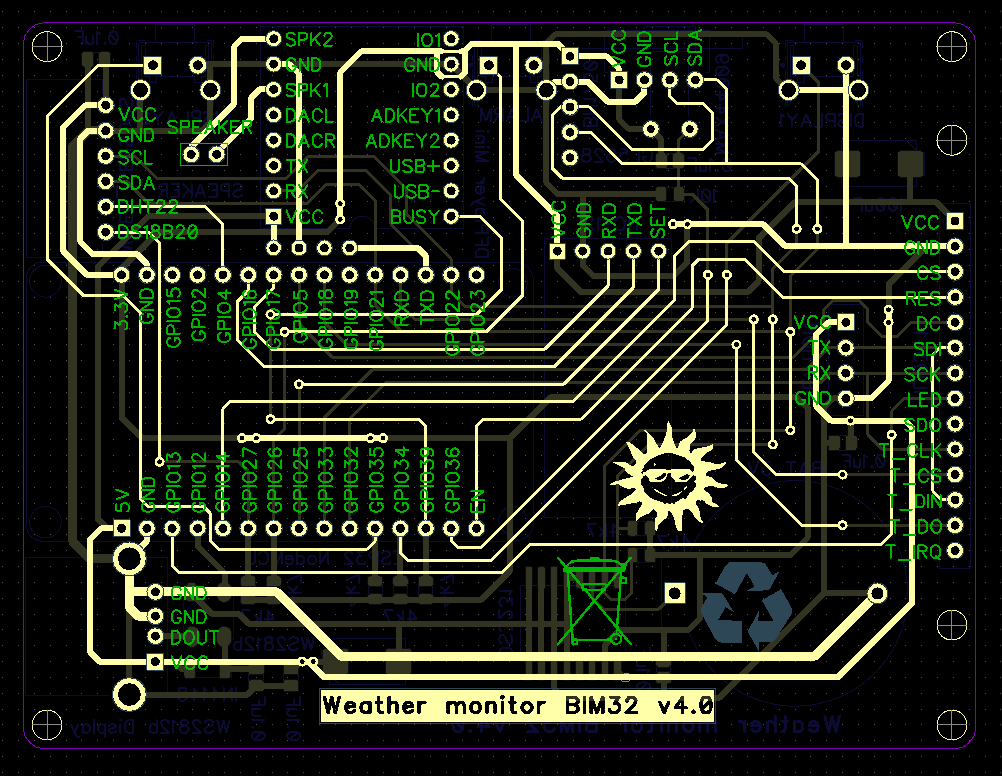 SPK2
GND
SPK1
DACL
DACR
TX
RX
VCC
IO1
GND
IO2
ADKEY1
ADKEY2
USB+
USB-
BUSY
VCC
GND
SCL
SDA
VCC
GND
SCL
SDA
DHT22
DS18B20
SPEAKER
VCC
GND
RXD
TXD
SET
3.3V
GND
GPIO15
GPIO2
GPIO4
GPIO16
GPIO17
GPIO5
GPIO18
GPIO19
GPIO21
RXD
TXD
GPIO22
GPIO23
VCC
GND
CS
RES
DC
SDI
SCK
LED
SDO
T_CLK
T_CS
T_DIN
T_DO
T_IRQ
VCC
TX
RX
GND
5V
GND
GPIO13
GPIO12
GPIO14
GPIO27
GPIO26
GPIO25
GPIO33
GPIO32
GPIO35
GPIO34
GPIO39
GPIO36
EN
GND
GND
DOUT
VCC
Weather monitor BIM32 v4.0